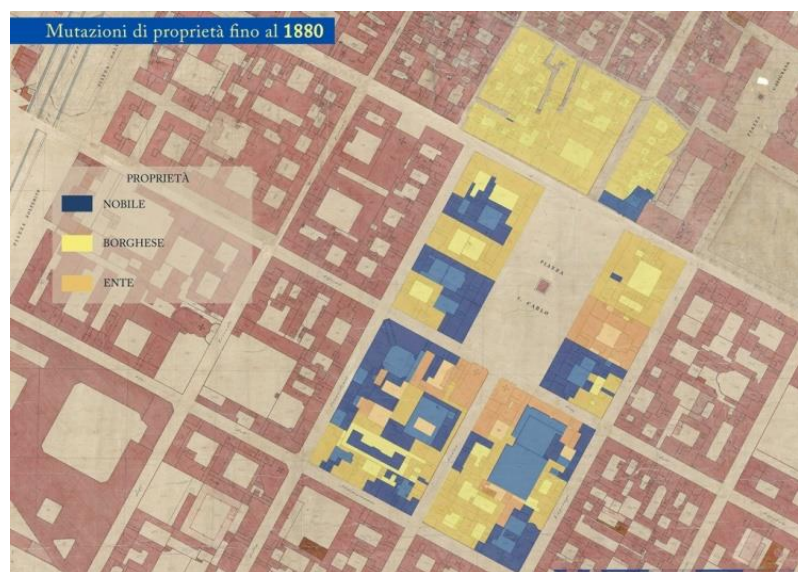 Mutazioni di proprietà fino al 1880
PROPRIETÀ
NOBILE
BORGHESE
ENTE
PIAZZA
S. CARLO